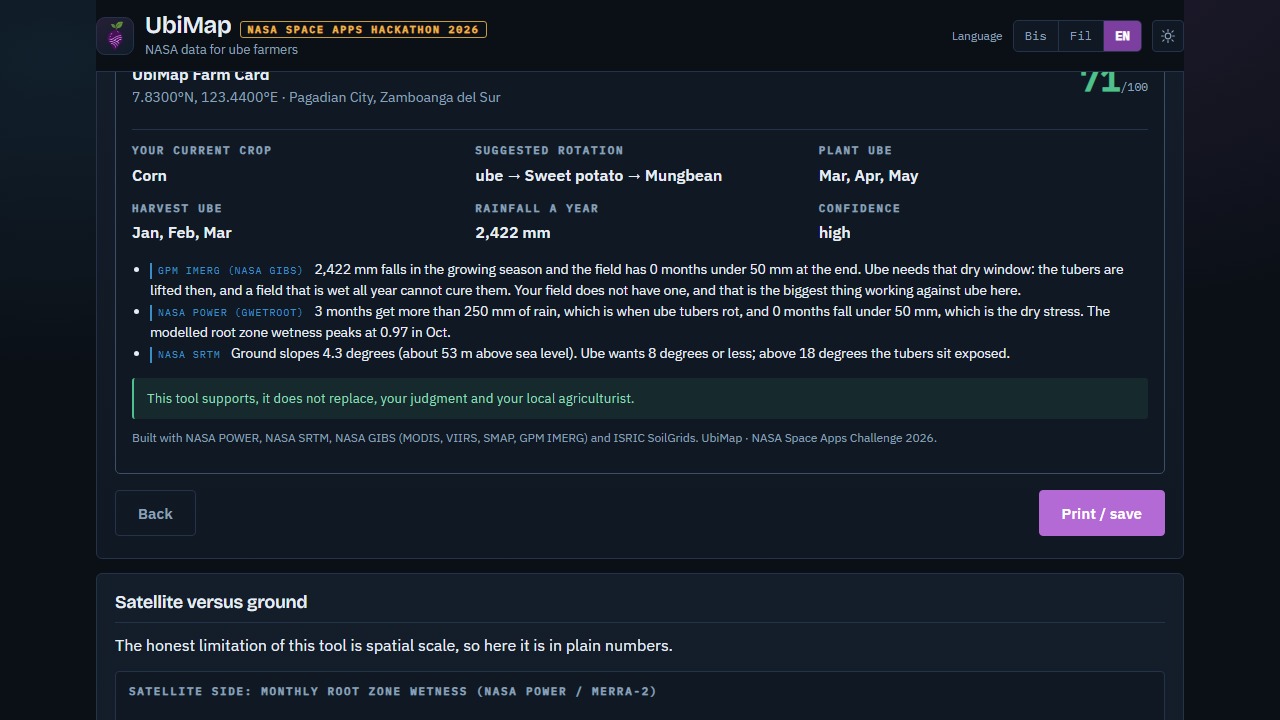 UbiMap NASA SPACE APPS HACKATHON 2026
NASA data for ube farmers
Language Bis Fil EN
UbiMap Farm Card
71/100
7.8300°N, 123.4400°E · Pagadian City, Zamboanga del Sur
YOUR CURRENT CROP SUGGESTED ROTATION PLANT UBE
Corn ube → Sweet potato → Mungbean Mar, Apr, May
HARVEST UBE RAINFALL A YEAR CONFIDENCE
Jan, Feb, Mar 2,422 mm high
• GPM IMERG (NASA GIBS) 2,422 mm falls in the growing season and the field has 0 months under 50 mm at the end. Ube needs that dry window: the tubers are
lifted then, and a field that is wet all year cannot cure them. Your field does not have one, and that is the biggest thing working against ube here.
• NASA POWER (GWETROOT) 3 months get more than 250 mm of rain, which is when ube tubers rot, and 0 months fall under 50 mm, which is the dry stress. The
modelled root zone wetness peaks at 0.97 in Oct.
• NASA SRTM Ground slopes 4.3 degrees (about 53 m above sea level). Ube wants 8 degrees or less; above 18 degrees the tubers sit exposed.
This tool supports, it does not replace, your judgment and your local agriculturist.
Built with NASA POWER, NASA SRTM, NASA GIBS (MODIS, VIIRS, SMAP, GPM IMERG) and ISRIC SoilGrids. UbiMap · NASA Space Apps Challenge 2026.
Back Print / save
Satellite versus ground
The honest limitation of this tool is spatial scale, so here it is in plain numbers.
SATELLITE SIDE: MONTHLY ROOT ZONE WETNESS (NASA POWER / MERRA-2)